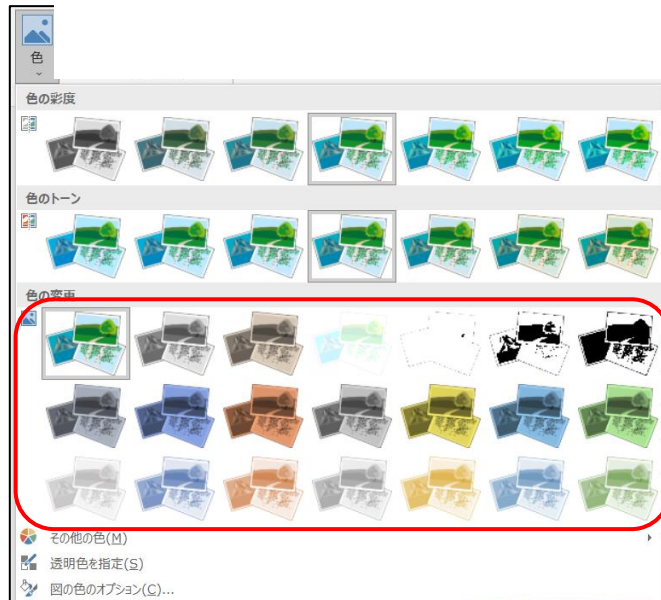 色
色の彩度
色のトーン
色の変更
その他の色(M)
透明色を指定(S)
図の色のオプション(C)...